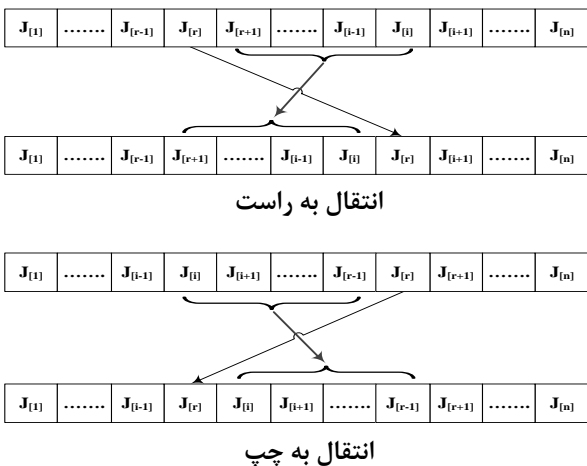 J[1] ....... J[r-1] J[r] J[r+1] ....... J[i-1] J[i] J[i+1] ....... J[n]
J[1] ....... J[r-1] J[r+1] ....... J[i-1] J[i] J[r] J[i+1] ....... J[n]
انتقال به راست
J[1] ....... J[i-1] J[i] J[i+1] ....... J[r-1] J[r] J[r+1] ....... J[n]
J[1] ....... J[i-1] J[r] J[i] J[i+1] ....... J[r-1] J[r+1] ....... J[n]
انتقال به چپ